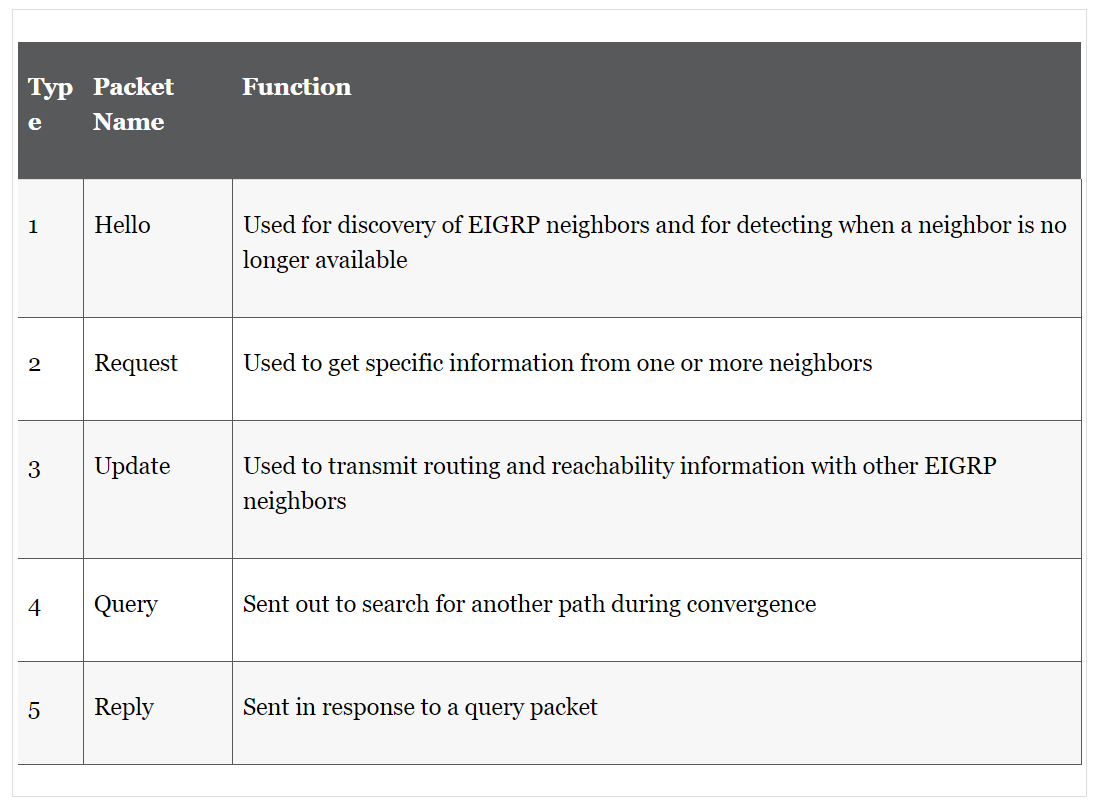 Type Packet Name Function
1 Hello Used for discovery of EIGRP neighbors and for detecting when a neighbor is no longer available
2 Request Used to get specific information from one or more neighbors
3 Update Used to transmit routing and reachability information with other EIGRP neighbors
4 Query Sent out to search for another path during convergence
5 Reply Sent in response to a query packet